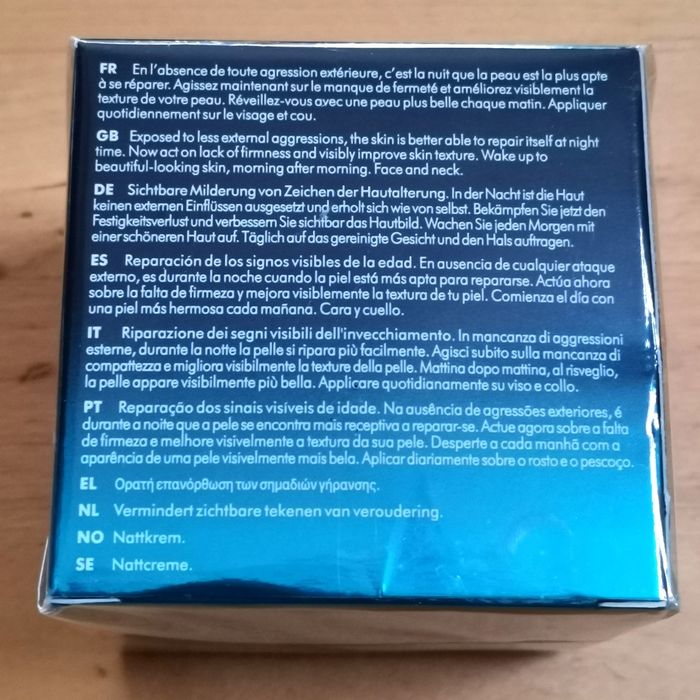 FR En l'absence de toute agression extérieure, c'est la nuit que la peau est la plus apte
à se réparer. Agissez maintenant sur le manque de fermeté et améliorez visiblement la
texture de votre peau. Réveillez-vous avec une peau plus belle chaque matin. Appliquer
quotidiennement sur le visage et cou.
GB Exposed to less external aggressions, the skin is better able to repair itself at night
time. Now act on lack of firmness and visibly improve skin texture. Wake up to
beautiful-looking skin, morning after morning. Face and neck.
DE Sichtbare Milderung von Zeichen der Hautalterung. In der Nacht ist die Haut
keinen externen Einflüssen ausgesetzt und erholt sich wie von selbst. Bekämpfen Sie jetzt den
Festigkeitsverlust und verbessern Sie sichtbar das Hautbild. Wachen Sie jeden Morgen mit
einer schöneren Haut auf. Täglich auf das gereinigte Gesicht und den Hals auftragen.
ES Reparación de los signos visibles de la edad. En ausencia de cualquier ataque
externo, es durante la noche cuando la piel está más apta para repararse. Actúa ahora
sobre la falta de firmeza y mejora visiblemente la textura de tu piel. Comienza el día con
una piel más hermosa cada mañana. Cara y cuello.
IT Riparazione dei segni visibili dell'invecchiamento. In mancanza di aggressioni
esterne, durante la notte la pelle si ripara più facilmente. Agisci subito sulla mancanza di
compattezza e migliora visibilmente la texture della pelle. Mattina dopo mattina, al risveglio,
la pelle appare visibilmente più bella. Applicare quotidianamente su viso e collo.
PT Reparação dos sinais visíveis de idade. Na ausência de agressões exteriores, é
durante a noite que a pele se encontra mais receptiva a reparar-se. Actue agora sobre a falta
de firmeza e melhore visivelmente a textura da sua pele. Desperte a cada manhã com a
aparência de uma pele visivelmente mais bela. Aplicar diariamente sobre o rosto e o pescoço.
EL Ορατή επανόρθωση των σημαδιών γήρανσης.
NL Vermindert zichtbare tekenen van veroudering.
NO Nattkrem.
SE Nattcreme.